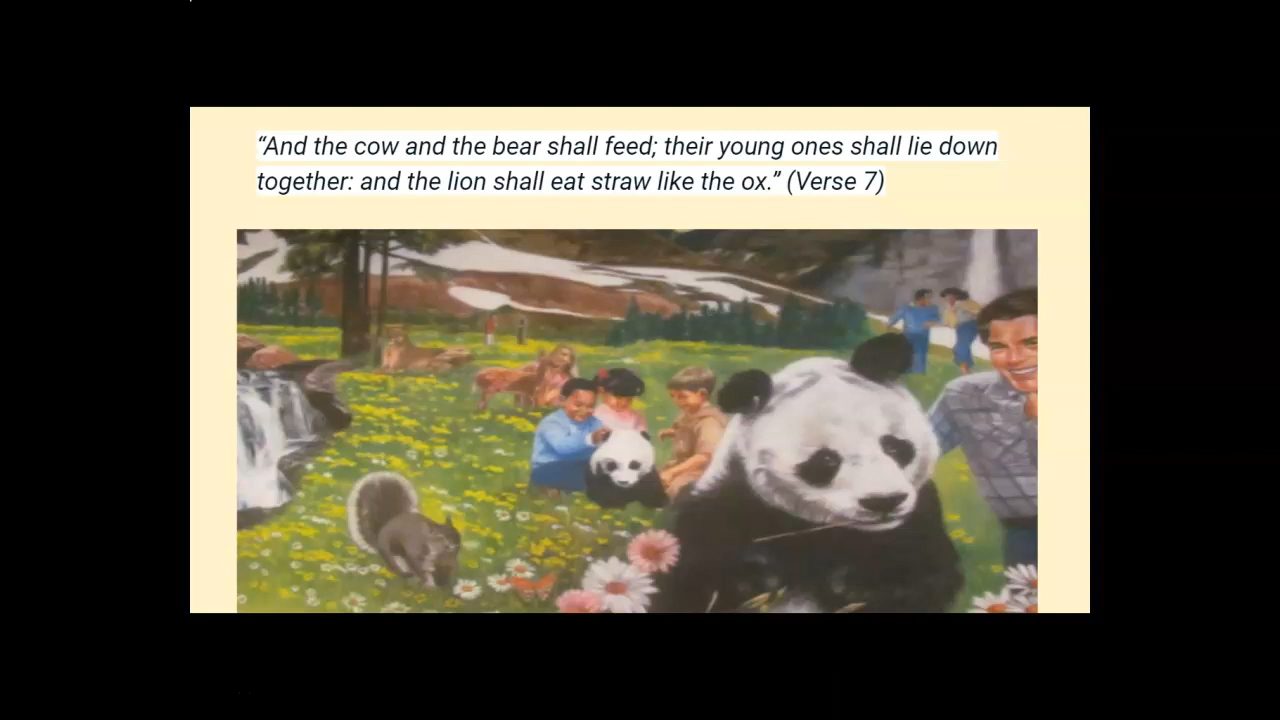 “And the cow and the bear shall feed; their young ones shall lie down
together: and the lion shall eat straw like the ox.” (Verse 7)